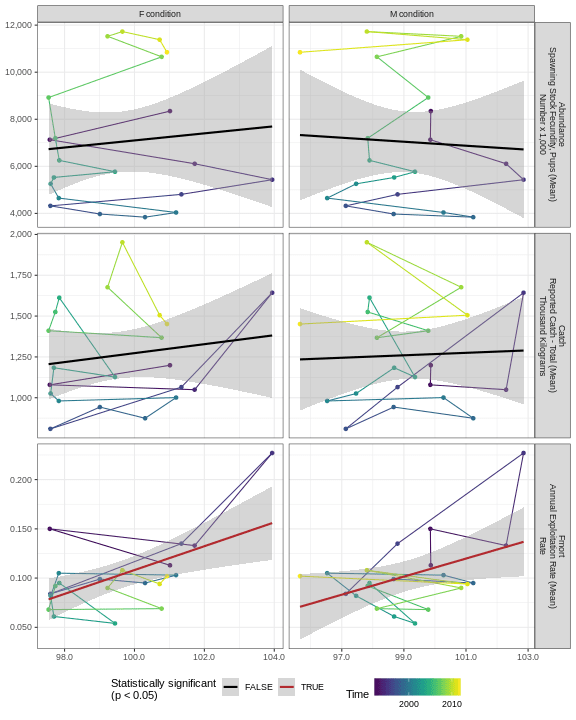 F condition
M condition
12,000
10,000
8,000
6,000
4,000
Abundance
Spawning Stock Fecundity, Pups (Mean)
Number x 1,000
2,000
1,750
1,500
1,250
1,000
Catch
Reported Catch - Total (Mean)
Thousand Kilograms
0.200
0.150
0.100
0.050
Fmort
Annual Exploitation Rate (Mean)
Rate
98.0
100.0
102.0
104.0
97.0
99.0
101.0
103.0
Statistically significant
(p < 0.05)
FALSE
TRUE
Time
2000
2010